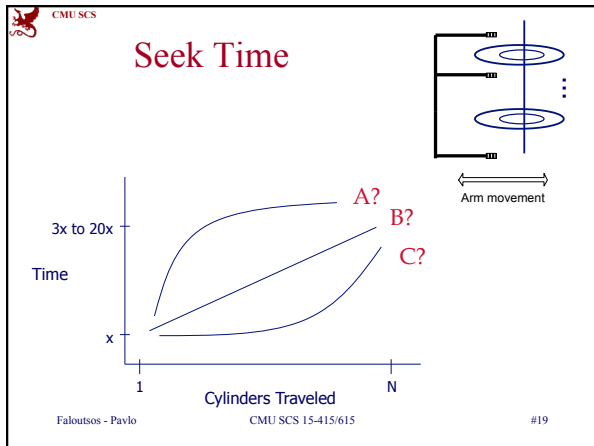 CMU SCS
Seek Time
...
Arm movement
A?
B?
C?
3x to 20x
Time
x
1
N
Cylinders Traveled
Faloutsos - Pavlo CMU SCS 15-415/615 #19